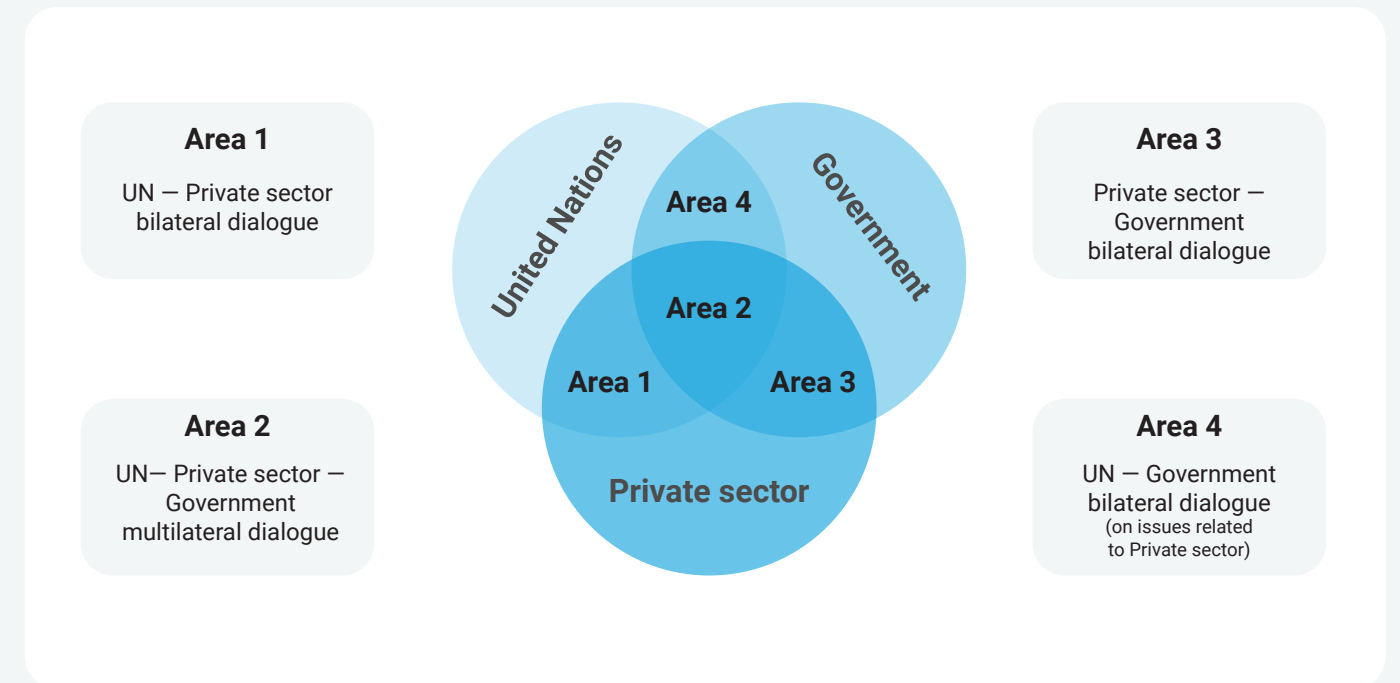 Area 1
UN — Private sector
bilateral dialogue
Area 2
UN— Private sector —
Government
multilateral dialogue
United Nations
Government
Area 4
Area 2
Area 1
Area 3
Private sector
Area 3
Private sector —
Government
bilateral dialogue
Area 4
UN — Government
bilateral dialogue
(on issues related
to Private sector)